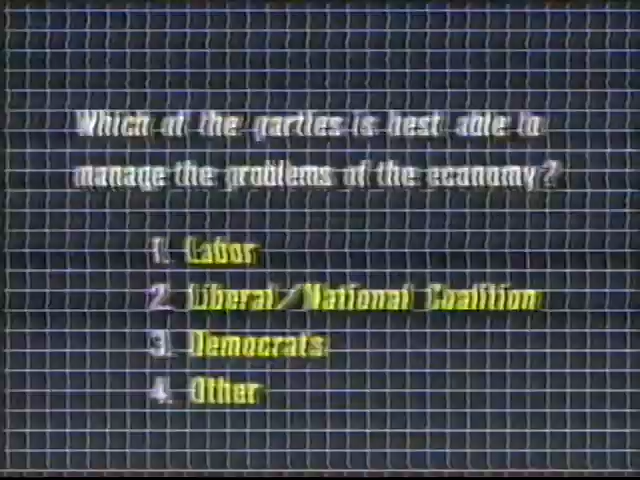 Which of the parties is best able to
manage the problems of the economy?
1. Labor
2. Liberal/National Coalition
3. Democrats
4. Other